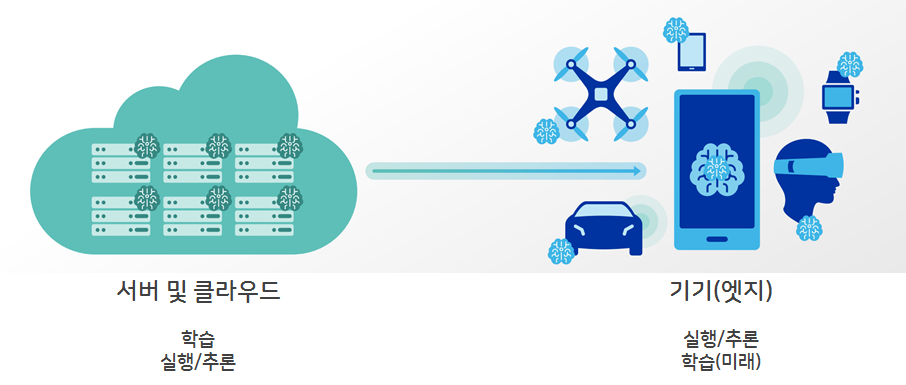 서버 및 클라우드
학습
실행/추론
기기(엣지)
실행/추론
학습(미래)